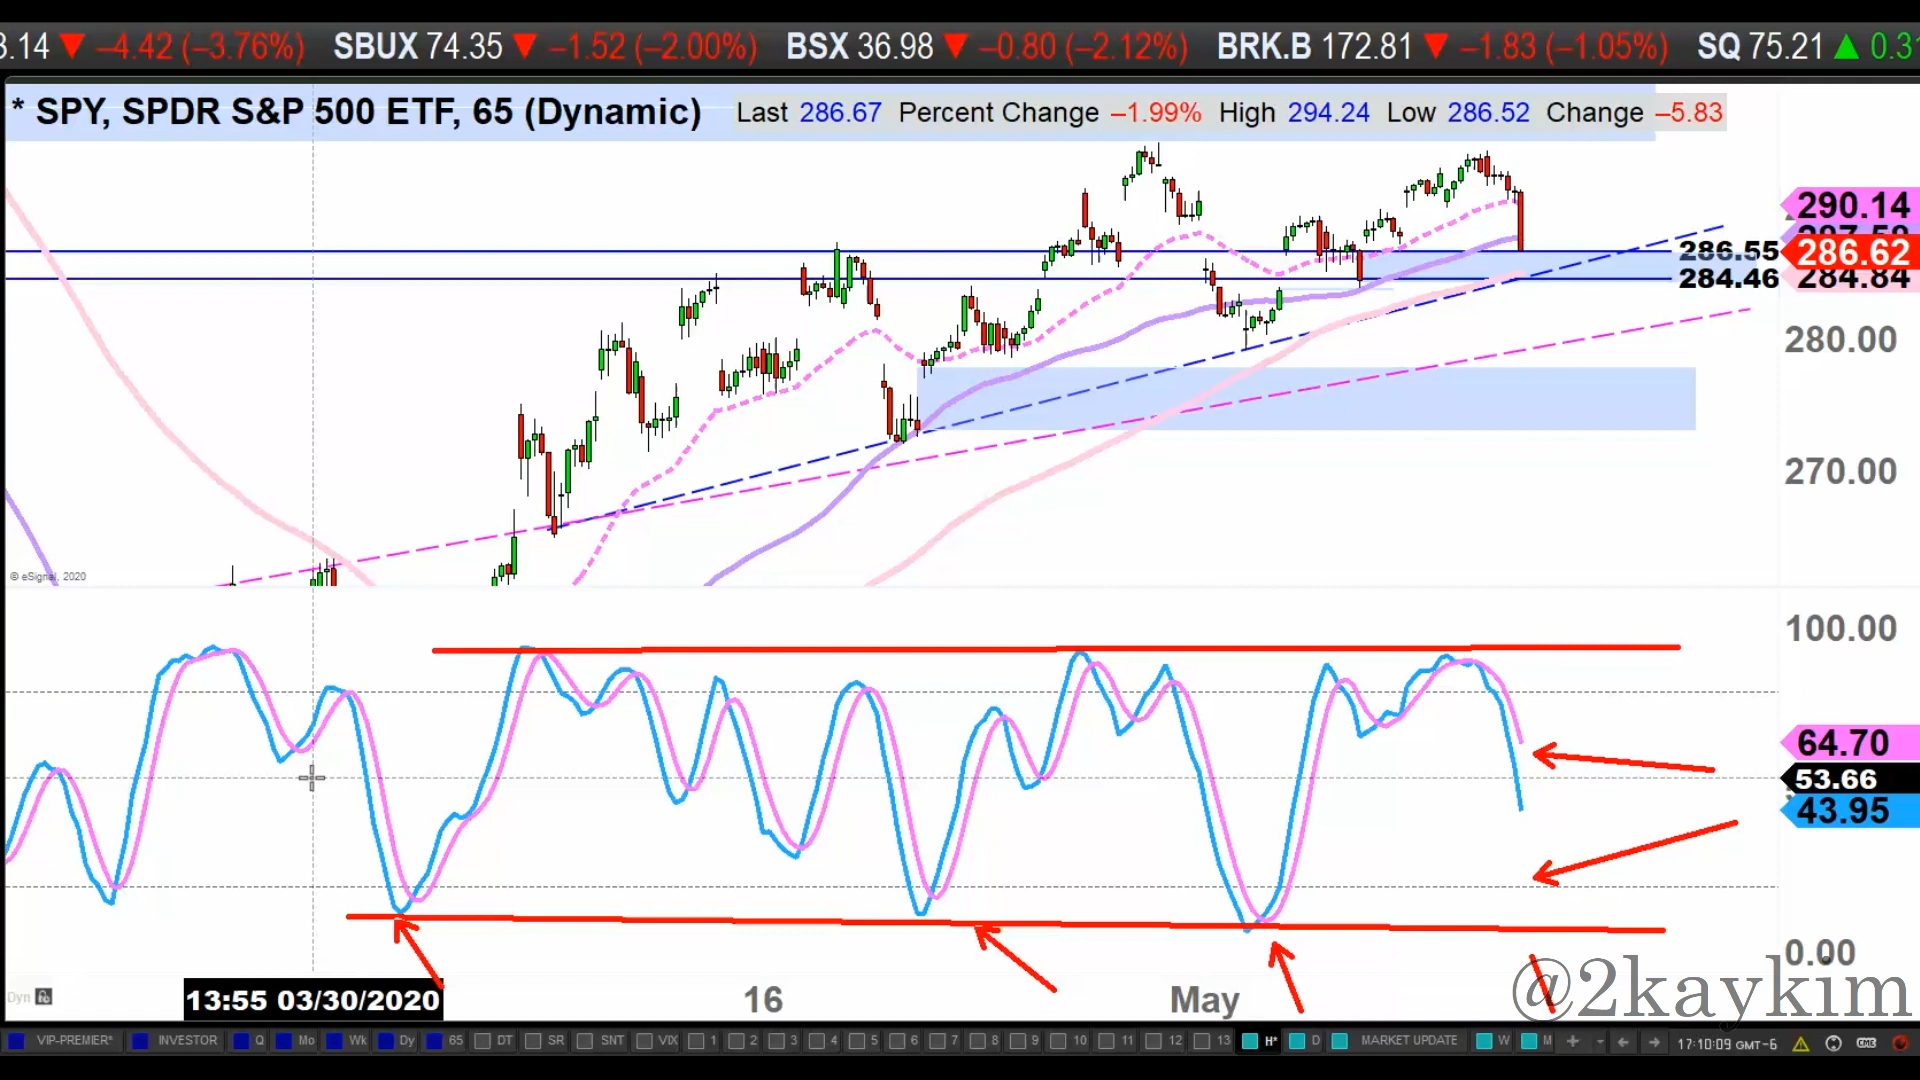 3.14 ▼ –4.42 (–3.76%) SBUX 74.35 ▼ –1.52 (–2.00%) BSX 36.98 ▼ –0.80 (–2.12%) BRK.B 172.81 ▼ –1.83 (–1.05%) SQ 75.21 ▲ 0.31
* SPY, SPDR S&P 500 ETF, 65 (Dynamic) Last 286.67 Percent Change –1.99% High 294.24 Low 286.52 Change –5.83
290.14
286.55 286.62
284.46 284.84
280.00
270.00
© eSignal, 2020
100.00
64.70
53.66
43.95
0.00
Dyn
13:55 03/30/2020 16 May
@2kaykim
VIP-PREMIER* INVESTOR Q Mo Wk Dy 65 DT SR SNT VIX 1 2 3 4 5 6 7 8 9 10 11 12 13 H* D MARKET UPDATE W M 17:10:09 GMT-6